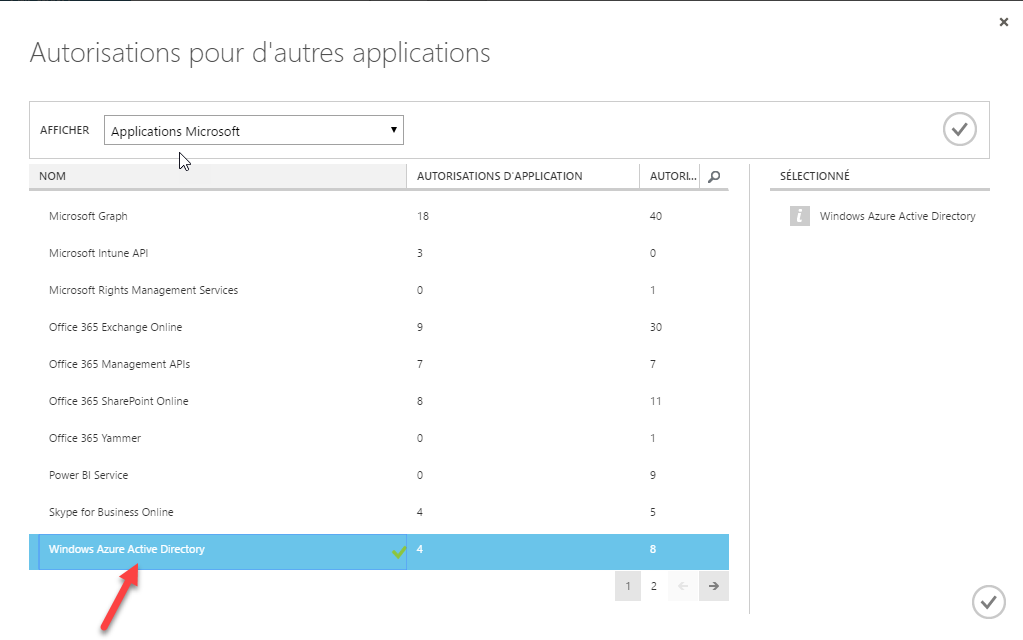 Autorisations pour d'autres applications
AFFICHER Applications Microsoft
NOM AUTORISATIONS D'APPLICATION AUTORI... SÉLECTIONNÉ
Microsoft Graph 18 40 Windows Azure Active Directory
Microsoft Intune API 3 0
Microsoft Rights Management Services 0 1
Office 365 Exchange Online 9 30
Office 365 Management APIs 7 7
Office 365 SharePoint Online 8 11
Office 365 Yammer 0 1
Power BI Service 0 9
Skype for Business Online 4 5
Windows Azure Active Directory 4 8
1 2